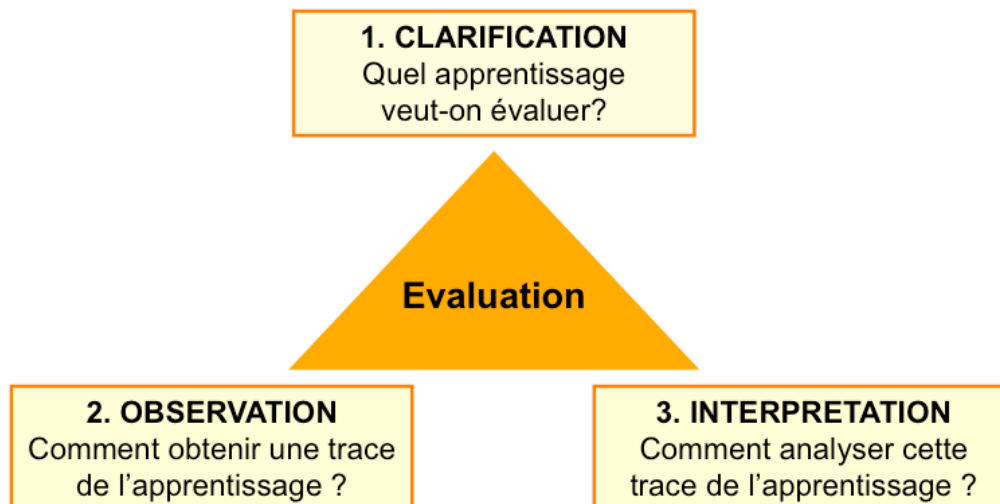 1. CLARIFICATION
Quel apprentissage
veut-on évaluer?
Evaluation
2. OBSERVATION
Comment obtenir une trace
de l’apprentissage ?
3. INTERPRETATION
Comment analyser cette
trace de l’apprentissage ?